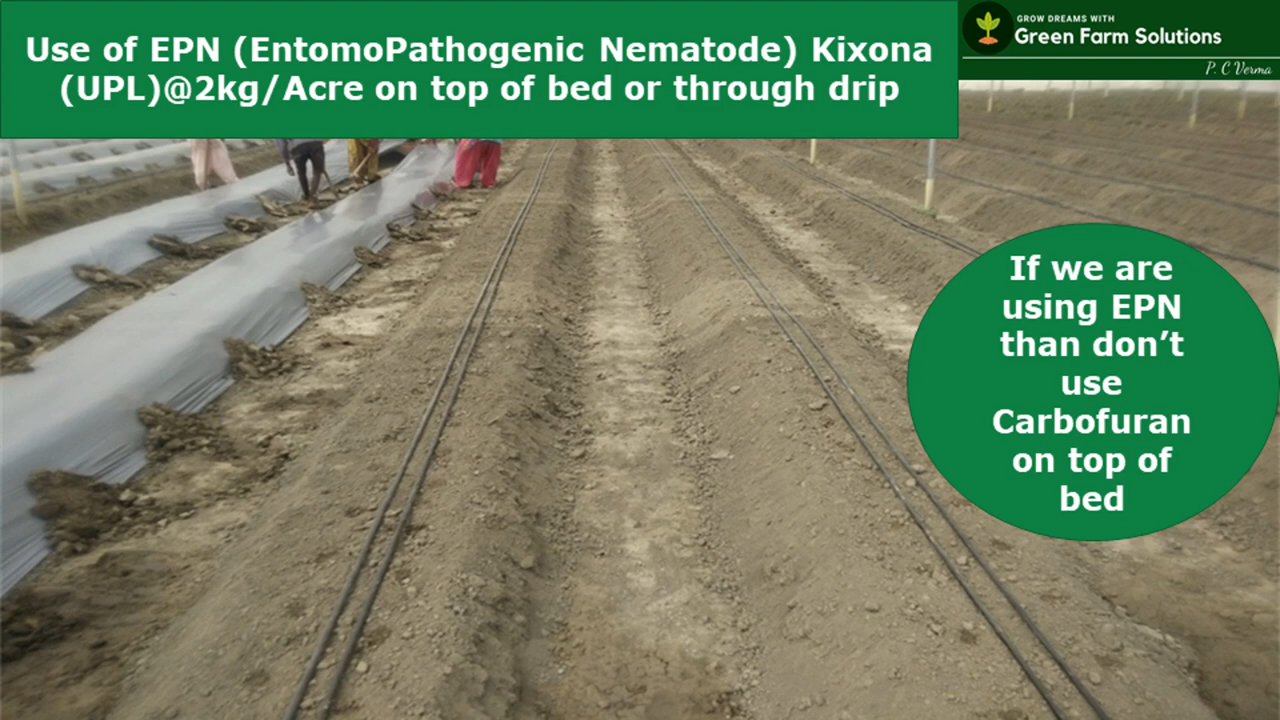 Use of EPN (EntomoPathogenic Nematode) Kixona
(UPL)@2kg/Acre on top of bed or through drip
GROW DREAMS WITH
Green Farm Solutions
P. C Verma
If we are
using EPN
than don’t
use
Carbofuran
on top of
bed